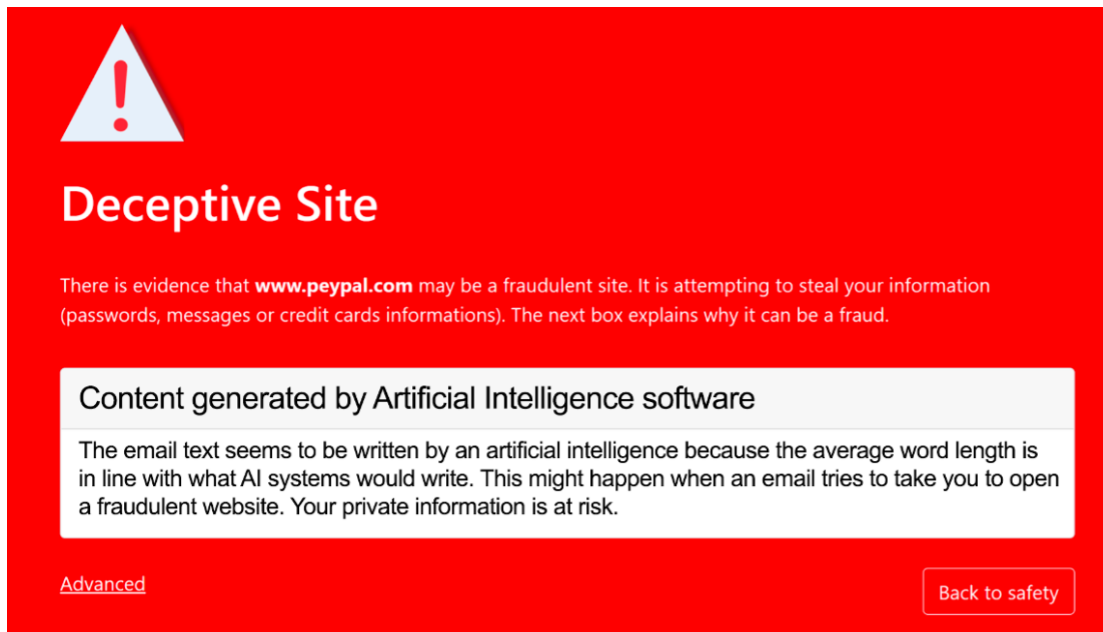 !
Deceptive Site
There is evidence that www.peypal.com may be a fraudulent site. It is attempting to steal your information
(passwords, messages or credit cards informations). The next box explains why it can be a fraud.
Content generated by Artificial Intelligence software
The email text seems to be written by an artificial intelligence because the average word length is
in line with what AI systems would write. This might happen when an email tries to take you to open
a fraudulent website. Your private information is at risk.
Advanced
Back to safety